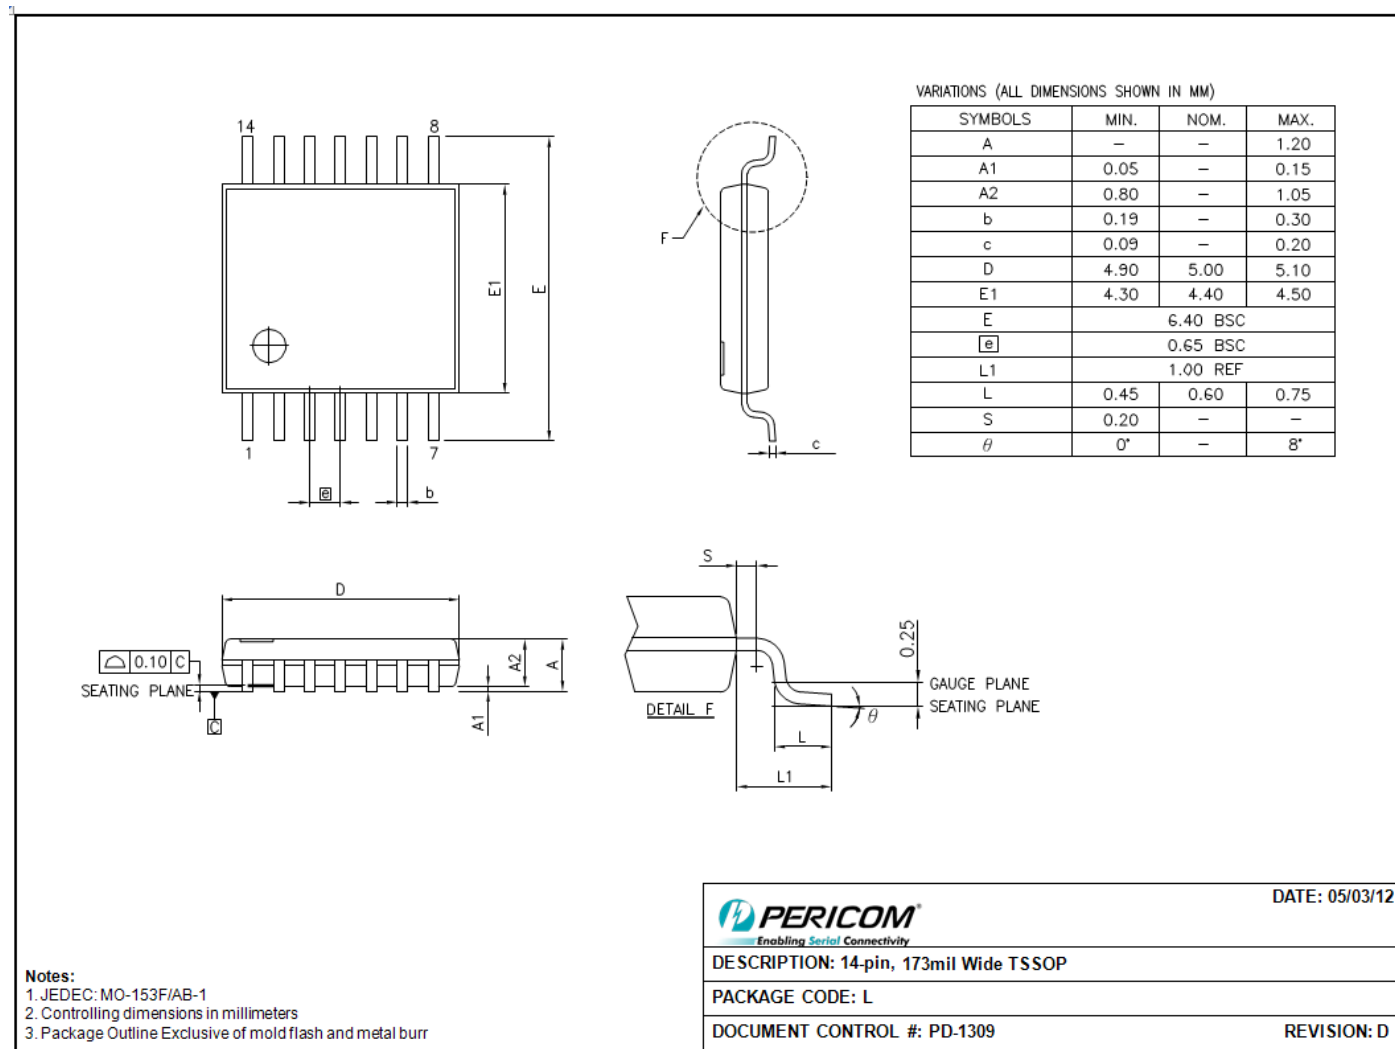 VARIATIONS (ALL DIMENSIONS SHOWN IN MM)
SYMBOLS MIN. NOM. MAX.
A – – 1.20
A1 0.05 – 0.15
A2 0.80 – 1.05
b 0.19 – 0.30
c 0.09 – 0.20
D 4.90 5.00 5.10
E1 4.30 4.40 4.50
E 6.40 BSC
e 0.65 BSC
L1 1.00 REF
L 0.45 0.60 0.75
S 0.20 – –
θ 0° – 8°
14 8
E1 E
1 7
e b
F
c
D
0.10 C
SEATING PLANE
C
A2 A
A1
S
DETAIL F
0.25
GAUGE PLANE
SEATING PLANE
θ
L
L1
PERICOM®
Enabling Serial Connectivity
DATE: 05/03/12
DESCRIPTION: 14-pin, 173mil Wide TSSOP
PACKAGE CODE: L
DOCUMENT CONTROL #: PD-1309 REVISION: D
Notes:
1. JEDEC: MO-153F/AB-1
2. Controlling dimensions in millimeters
3. Package Outline Exclusive of mold flash and metal burr